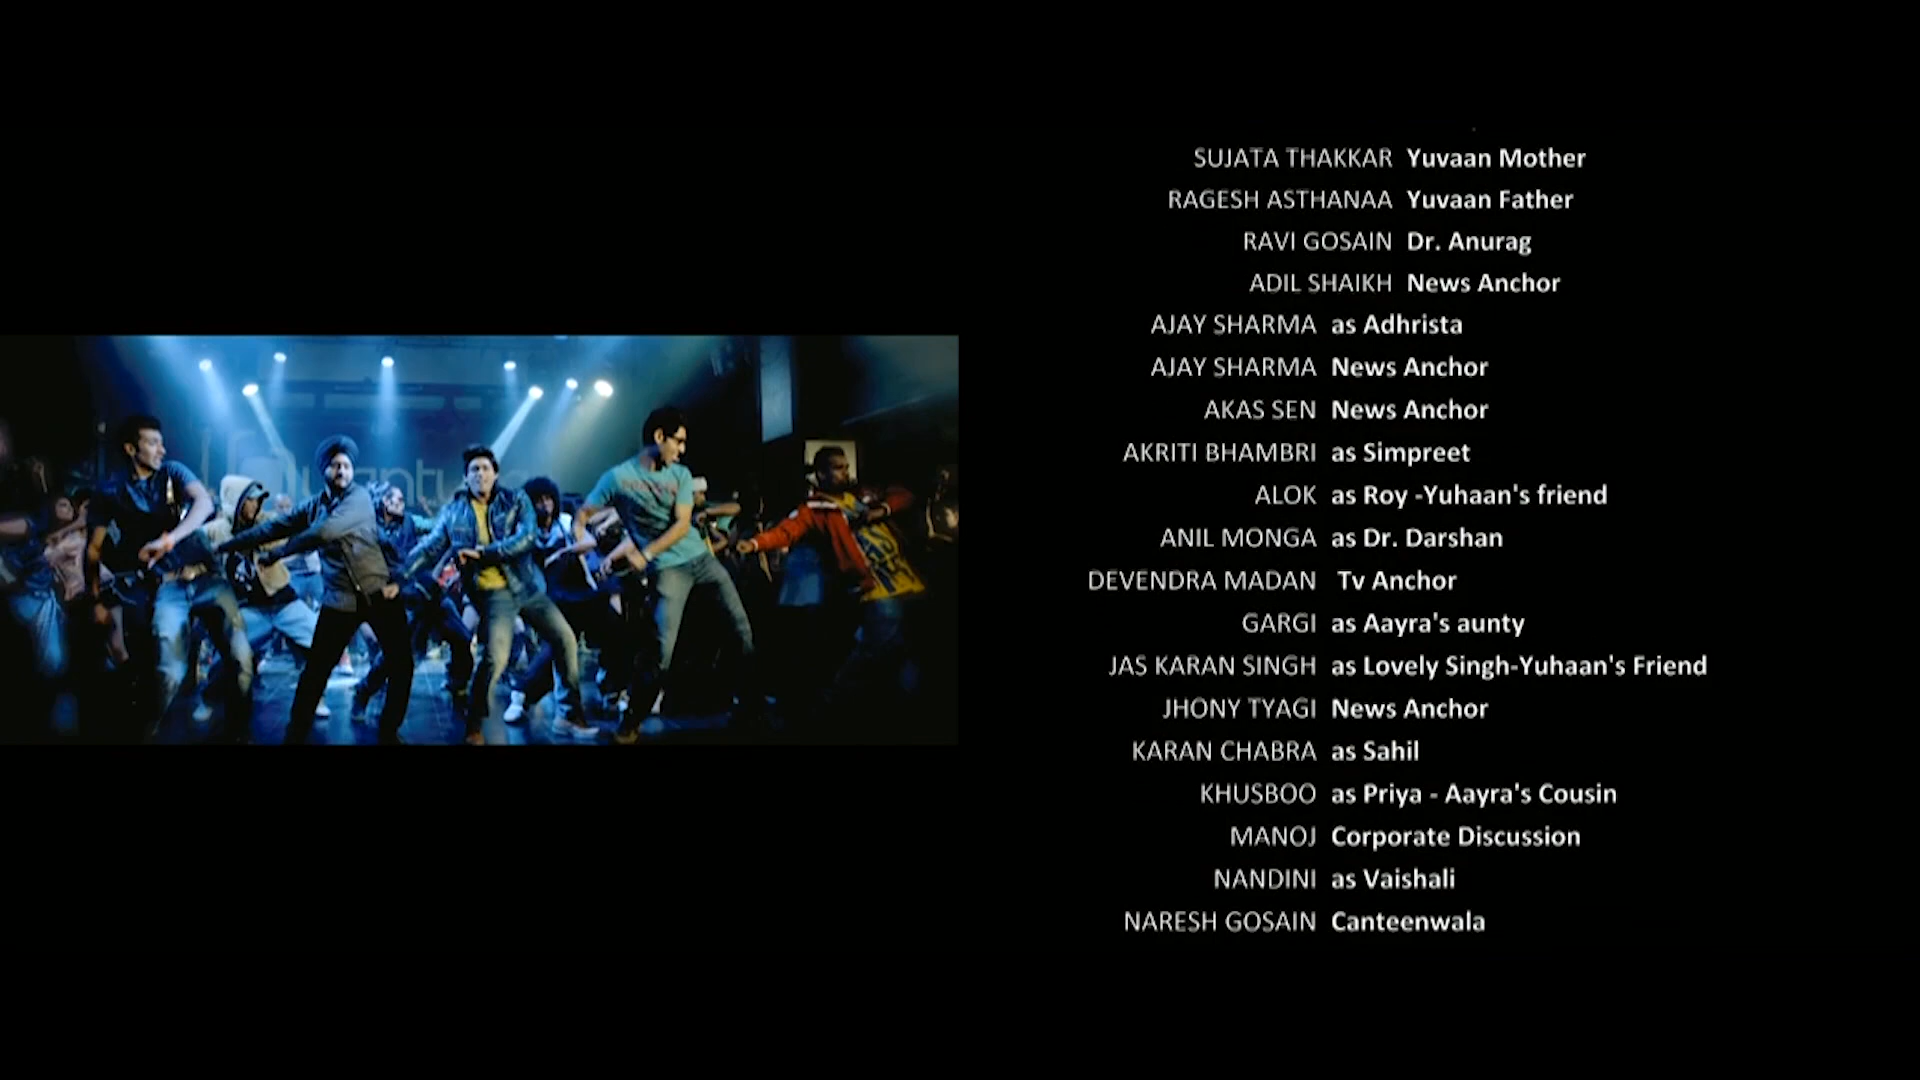 SUJATA THAKKAR Yuvaan Mother
RAGESH ASTHANAA Yuvaan Father
RAVI GOSAIN Dr. Anurag
ADIL SHAIKH News Anchor
AJAY SHARMA as Adhrista
AJAY SHARMA News Anchor
AKAS SEN News Anchor
AKRITI BHAMBRI as Simpreet
ALOK as Roy -Yuhaan's friend
ANIL MONGA as Dr. Darshan
DEVENDRA MADAN Tv Anchor
GARGI as Aayra's aunty
JAS KARAN SINGH as Lovely Singh-Yuhaan's Friend
JHONY TYAGI News Anchor
KARAN CHABRA as Sahil
KHUSBOO as Priya - Aayra's Cousin
MANOJ Corporate Discussion
NANDINI as Vaishali
NARESH GOSAIN Canteenwala